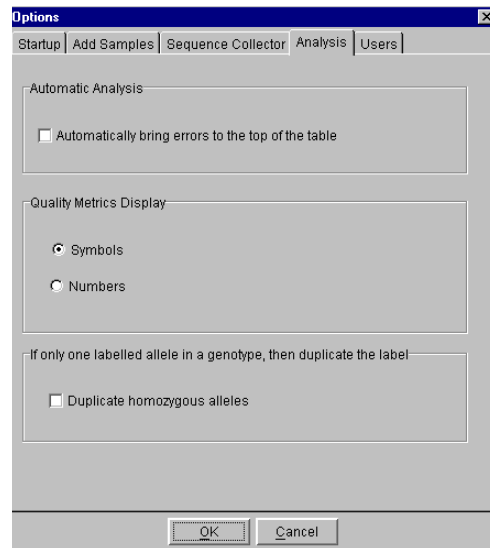 Options
Startup Add Samples Sequence Collector Analysis Users
Automatic Analysis
Automatically bring errors to the top of the table
Quality Metrics Display
Symbols
Numbers
If only one labelled allele in a genotype, then duplicate the label
Duplicate homozygous alleles
OK Cancel